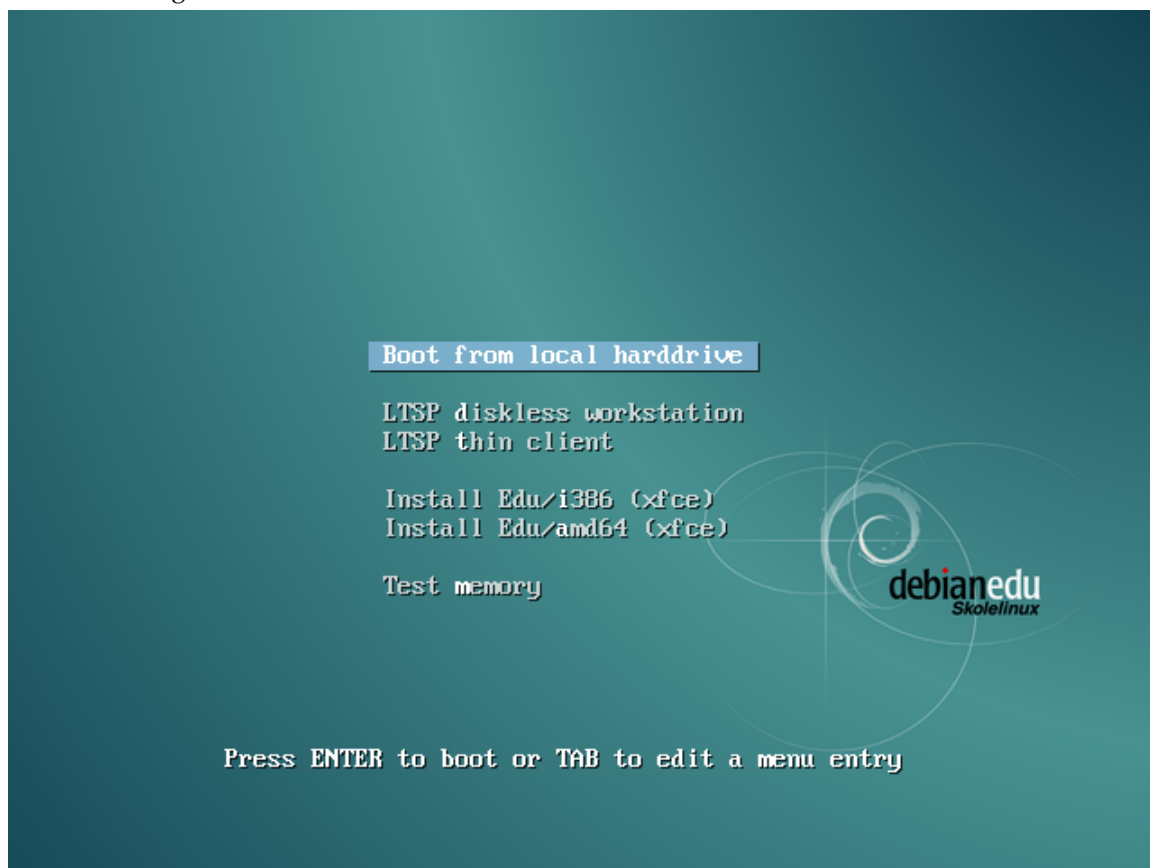 Boot from local harddrive
LTSP diskless workstation
LTSP thin client
Install Edu/i386 (xfce)
Install Edu/amd64 (xfce)
Test memory
debianedu
Skolelinux
Press ENTER to boot or TAB to edit a menu entry